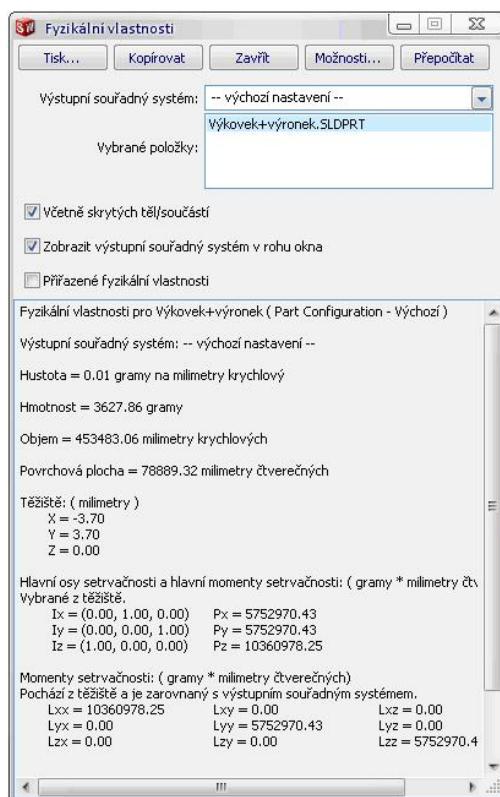 Fyzikální vlastnosti
Tisk... Kopírovat Zavřít Možnosti... Přepočítat
Výstupní souřadný systém: -- výchozí nastavení --
Výkovek+výronek.SLDPRT
Vybrané položky:
Včetně skrytých těl/součástí
Zobrazit výstupní souřadný systém v rohu okna
Přiřazené fyzikální vlastnosti
Fyzikální vlastnosti pro Výkovek+výronek ( Part Configuration - Výchozí )
Výstupní souřadný systém: -- výchozí nastavení --
Hustota = 0.01 gramy na milimetry krychlový
Hmotnost = 3627.86 gramy
Objem = 453483.06 milimetry krychlových
Povrchová plocha = 78889.32 milimetry čtverečných
Těžiště: ( milimetry )
X = -3.70
Y = 3.70
Z = 0.00
Hlavní osy setrvačnosti a hlavní momenty setrvačnosti: ( gramy * milimetry čtv
Vybrané z těžiště.
Ix = (0.00, 1.00, 0.00) Px = 5752970.43
Iy = (0.00, 0.00, 1.00) Py = 5752970.43
Iz = (1.00, 0.00, 0.00) Pz = 10360978.25
Momenty setrvačnosti: ( gramy * milimetry čtverečných)
Pochází z těžiště a je zarovnaný s výstupním souřadným systémem.
Lxx = 10360978.25 Lxy = 0.00 Lxz = 0.00
Lyx = 0.00 Lyy = 5752970.43 Lyz = 0.00
Lzx = 0.00 Lzy = 0.00 Lzz = 5752970.4